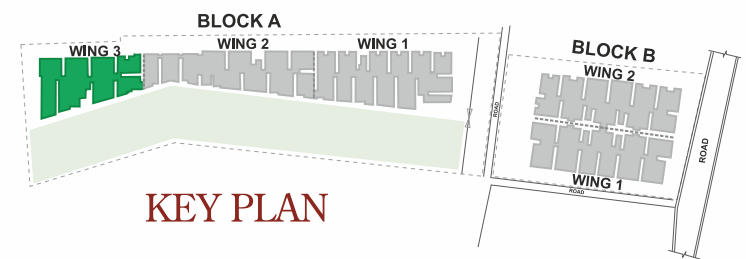 BLOCK A
WING 3
WING 2
WING 1
ROAD
BLOCK B
WING 2
WING 1
ROAD
ROAD
KEY PLAN